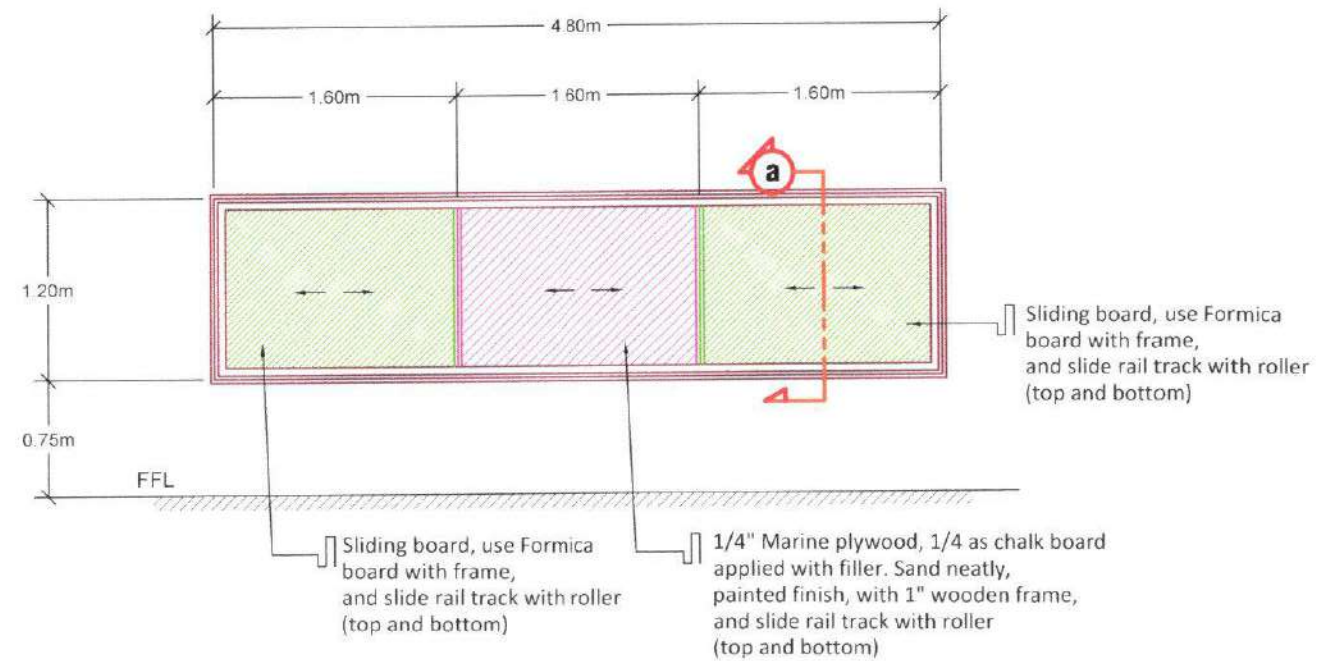 4.80m
1.60m
1.60m
1.60m
a
1.20m
0.75m
FFL
Sliding board, use Formica
board with frame,
and slide rail track with roller
(top and bottom)
Sliding board, use Formica
board with frame,
and slide rail track with roller
(top and bottom)
1/4" Marine plywood, 1/4 as chalk board
applied with filler. Sand neatly,
painted finish, with 1" wooden frame,
and slide rail track with roller
(top and bottom)